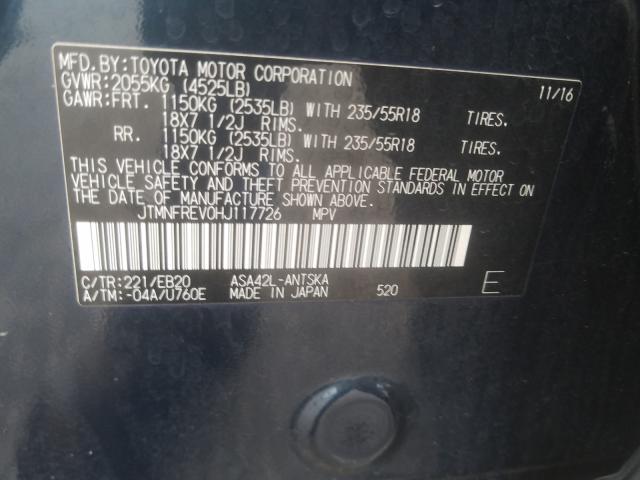 MFD.BY:TOYOTA MOTOR CORPORATION 11/16
GVWR:2055KG (4525LB)
GAWR:FRT. 1150KG (2535LB) WITH 235/55R18 TIRES.
18X7 1/2J RIMS.
RR. 1150KG (2535LB) WITH 235/55R18 TIRES.
18X7 1/2J RIMS.
THIS VEHICLE CONFORMS TO ALL APPLICABLE FEDERAL MOTOR
VEHICLE SAFETY AND THEFT PREVENTION STANDARDS IN EFFECT ON
THE DATE OF MANUFACTURE SHOWN ABOVE.
JTMNFREV0HJ117726 MPV
C/TR:221/EB20 ASA42L-ANTSKA
A/TM:-04A/U760E MADE IN JAPAN 520 E